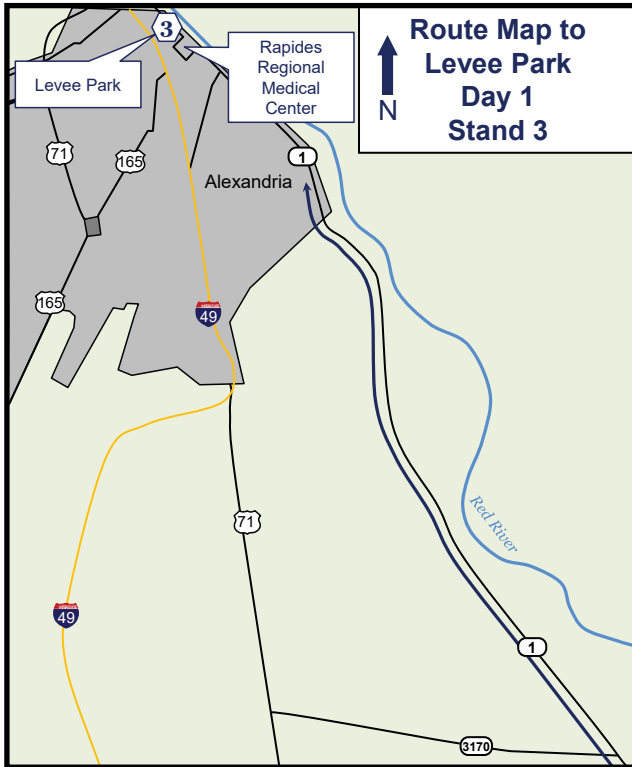 Route Map to
Levee Park
Day 1
Stand 3
N
3
Levee Park
Rapides
Regional
Medical
Center
71
165
1
Alexandria
165
49
71
Red River
49
1
3170